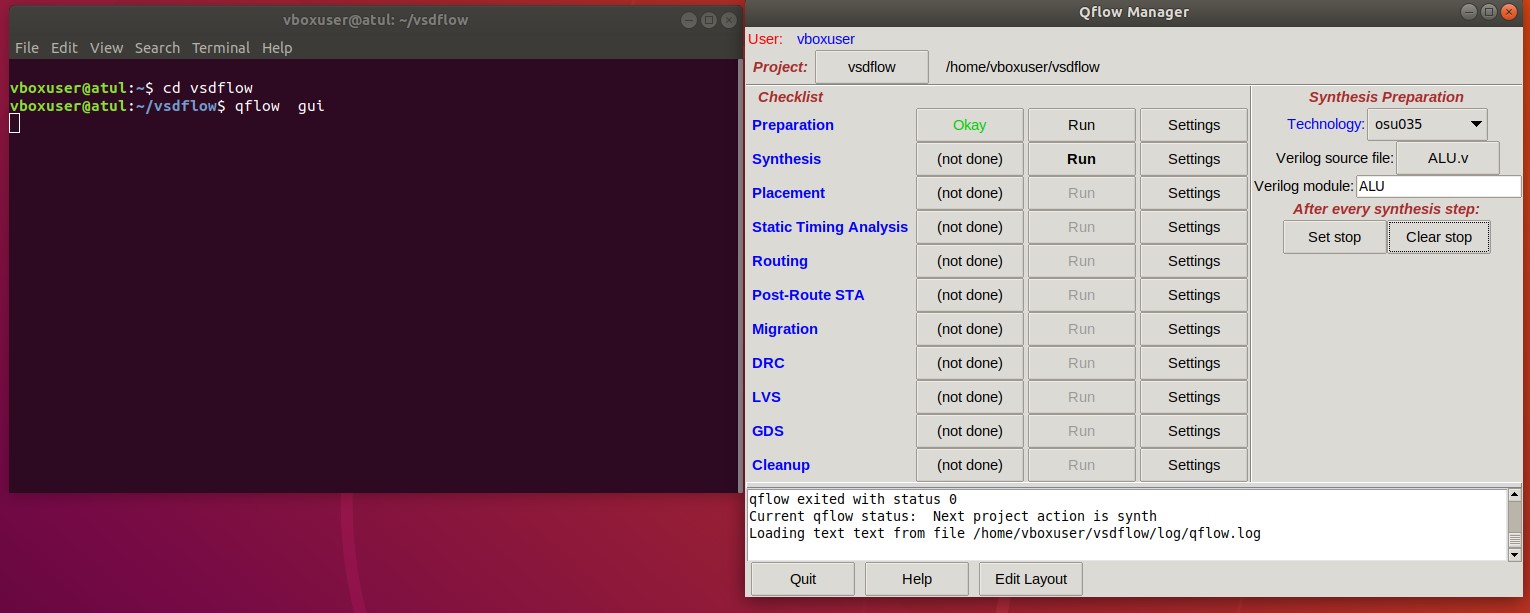 vboxuser@atul: ~/vsdflow
File Edit View Search Terminal Help
vboxuser@atul:~$ cd vsdflow
vboxuser@atul:~/vsdflow$ qflow  gui
Qflow Manager
User: vboxuser
Project: vsdflow /home/vboxuser/vsdflow
Checklist
Preparation Okay Run Settings
Synthesis (not done) Run Settings
Placement (not done) Run Settings
Static Timing Analysis (not done) Run Settings
Routing (not done) Run Settings
Post-Route STA (not done) Run Settings
Migration (not done) Run Settings
DRC (not done) Run Settings
LVS (not done) Run Settings
GDS (not done) Run Settings
Cleanup (not done) Run Settings
Synthesis Preparation
Technology: osu035
Verilog source file: ALU.v
Verilog module: ALU
After every synthesis step:
Set stop Clear stop
qflow exited with status 0
Current qflow status:  Next project action is synth
Loading text text from file /home/vboxuser/vsdflow/log/qflow.log
Quit Help Edit Layout